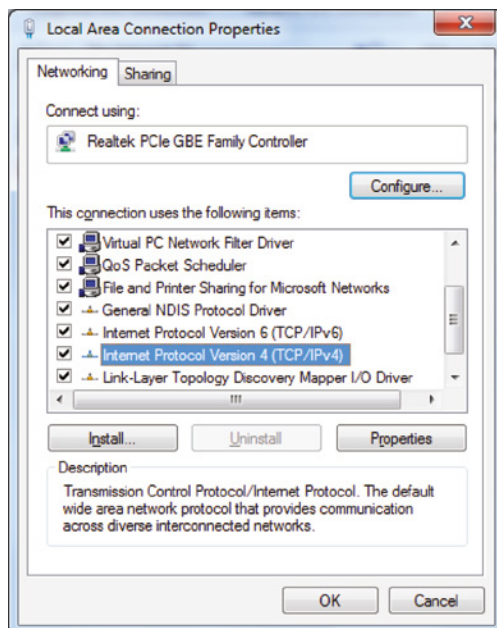 Local Area Connection Properties
Networking
Sharing
Connect using:
Realtek PCIe GBE Family Controller
Configure...
This connection uses the following items:
Virtual PC Network Filter Driver
QoS Packet Scheduler
File and Printer Sharing for Microsoft Networks
General NDIS Protocol Driver
Internet Protocol Version 6 (TCP/IPv6)
Internet Protocol Version 4 (TCP/IPv4)
Link-Layer Topology Discovery Mapper I/O Driver
Install...
Uninstall
Properties
Description
Transmission Control Protocol/Internet Protocol. The default
wide area network protocol that provides communication
across diverse interconnected networks.
OK
Cancel